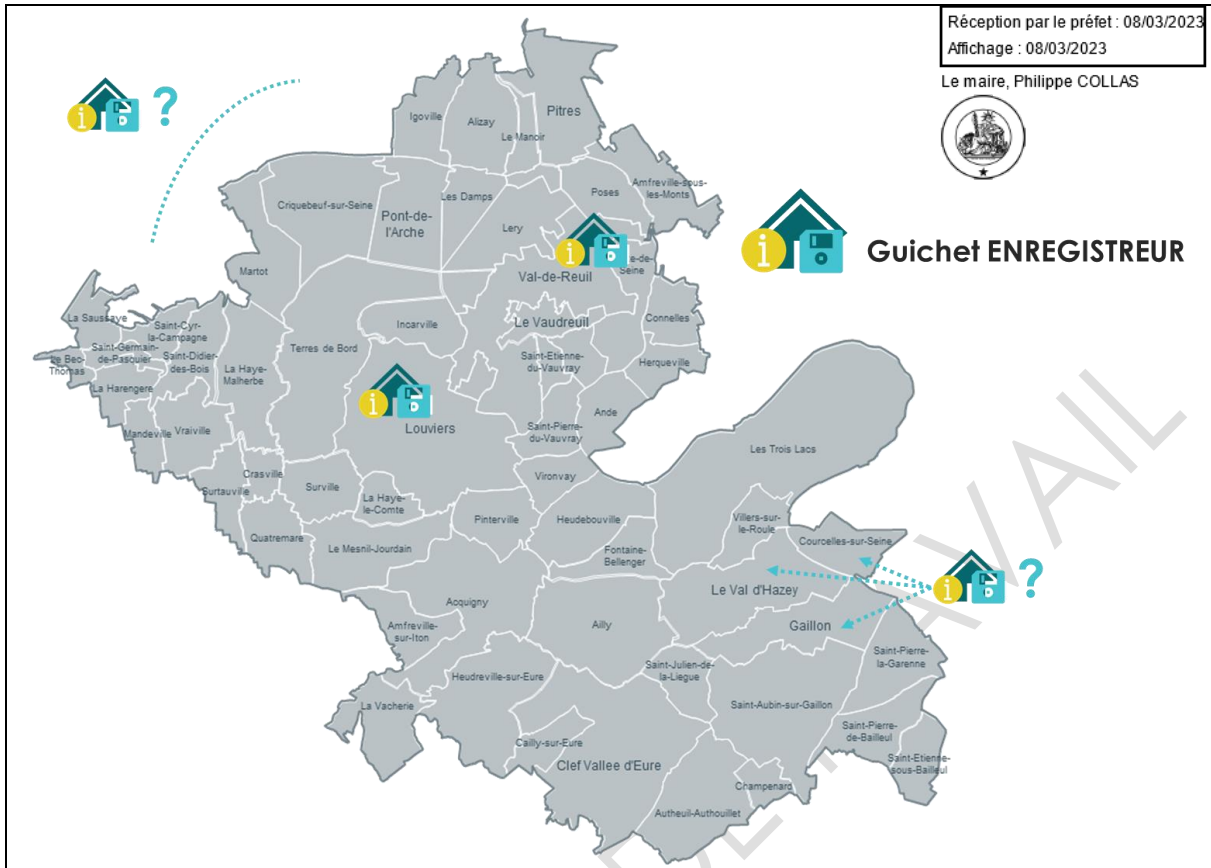 Réception par le préfet : 08/03/2023
Affichage : 08/03/2023
Le maire, Philippe COLLAS
i
?
i
Guichet ENREGISTREUR
Igoville
Alizay
Le Manoir
Pitres
Criquebeuf-sur-Seine
Pont-de-
l'Arche
Les Damps
Lery
Poses
Amfreville-sous-
les-Monts
i
e-de-
Seine
Val-de-Reuil
Martot
La Saussaye
Saint-Cyr-
la-Campagne
Saint-Germain-
de-Pasquier
Le Bec-
Thomas
Saint-Didier-
des-Bois
La Haye-
Malherbe
La Harengere
Terres de Bord
Incarville
Le Vaudreuil
Connelles
Saint-Etienne-
du-Vauvray
Herqueville
i
Louviers
Ande
Saint-Pierre-
du-Vauvray
Mandeville
Vraiville
Les Trois Lacs
Crasville
Surtauville
Surville
La Haye-
le-Comte
Vironvay
Quatremare
Le Mesnil-Jourdain
Pinterville
Heudebouville
Fontaine-
Bellenger
Villers-sur-
le-Roule
Courcelles-sur-Seine
i
?
Le Val d'Hazey
Gaillon
Acquigny
Ailly
Amfreville-
sur-Iton
Saint-Pierre-
la-Garenne
Heudreville-sur-Eure
Saint-Julien-de-
la-Liegue
La Vacherie
Saint-Aubin-sur-Gaillon
Saint-Pierre-
de-Bailleul
Cailly-sur-Eure
Clef Vallee d'Eure
Saint-Etienne-
sous-Bailleul
Champenard
Autheuil-Authouillet
DE TRAVAIL